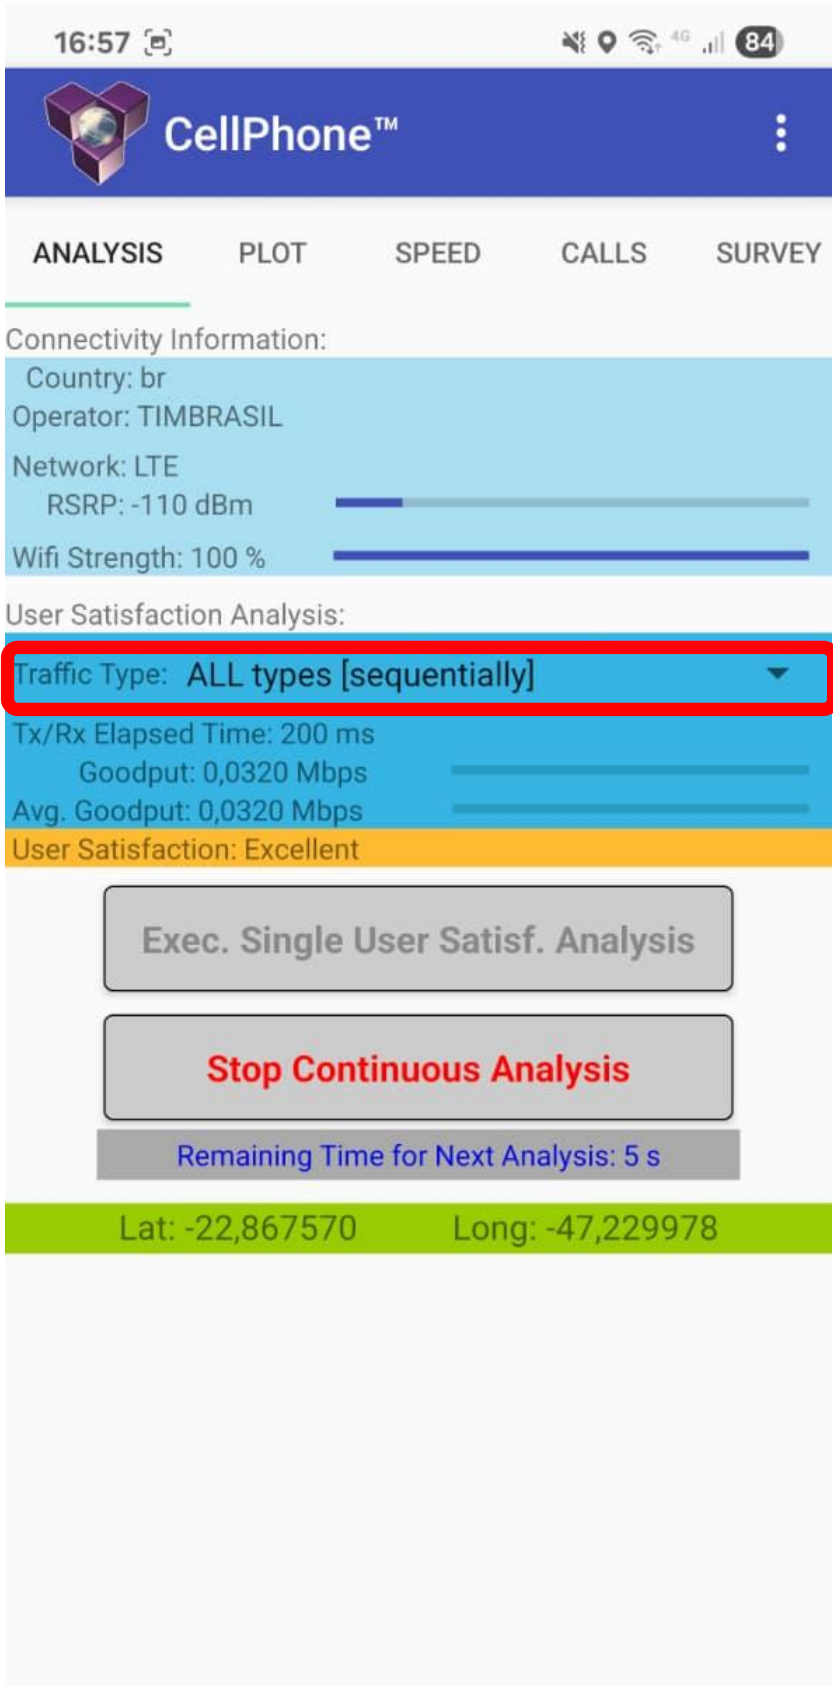 16:57 4G 84
CellPhone™
ANALYSIS PLOT SPEED CALLS SURVEY
Connectivity Information:
Country: br
Operator: TIMBRASIL
Network: LTE
RSRP: -110 dBm
Wifi Strength: 100 %
User Satisfaction Analysis:
Traffic Type: ALL types [sequentially]
Tx/Rx Elapsed Time: 200 ms
Goodput: 0,0320 Mbps
Avg. Goodput: 0,0320 Mbps
User Satisfaction: Excellent
Exec. Single User Satisf. Analysis
Stop Continuous Analysis
Remaining Time for Next Analysis: 5 s
Lat: -22,867570 Long: -47,229978